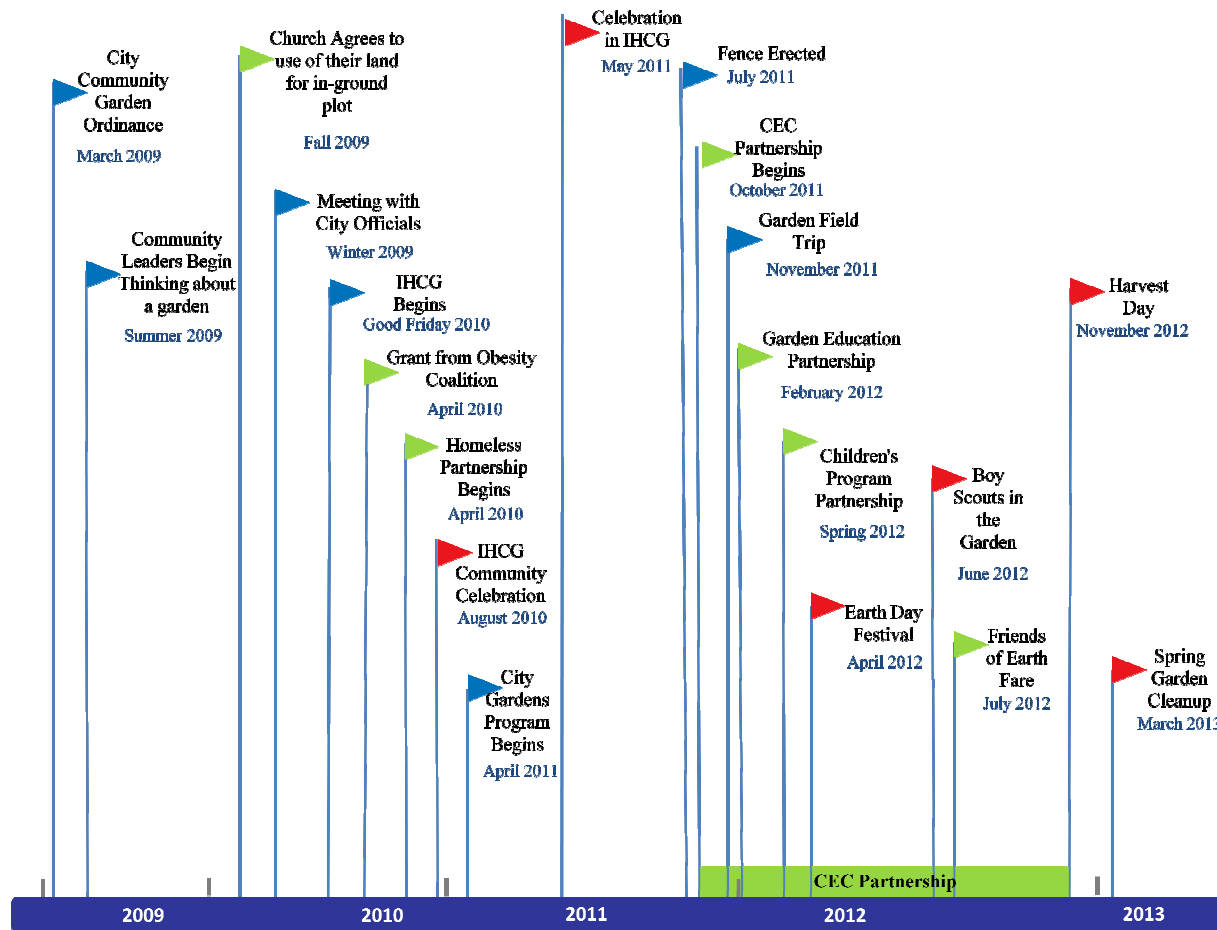 City
Community
Garden
Ordinance
March 2009
Community
Leaders Begin
Thinking about
a garden
Summer 2009
Church Agrees to
use of their land
for in-ground
plot
Fall 2009
Meeting with
City Officials
Winter 2009
IHCG
Begins
Good Friday 2010
Grant from Obesity
Coalition
April 2010
Homeless
Partnership
Begins
April 2010
IHCG
Community
Celebration
August 2010
City
Gardens
Program
Begins
April 2011
Celebration
in IHCG
May 2011
Fence Erected
July 2011
CEC
Partnership
Begins
October 2011
Garden Field
Trip
November 2011
Garden Education
Partnership
February 2012
Children's
Program
Partnership
Spring 2012
Earth Day
Festival
April 2012
Boy
Scouts in
the
Garden
June 2012
Friends
of Earth
Fare
July 2012
Harvest
Day
November 2012
Spring
Garden
Cleanup
March 2013
CEC Partnership
2009
2010
2011
2012
2013